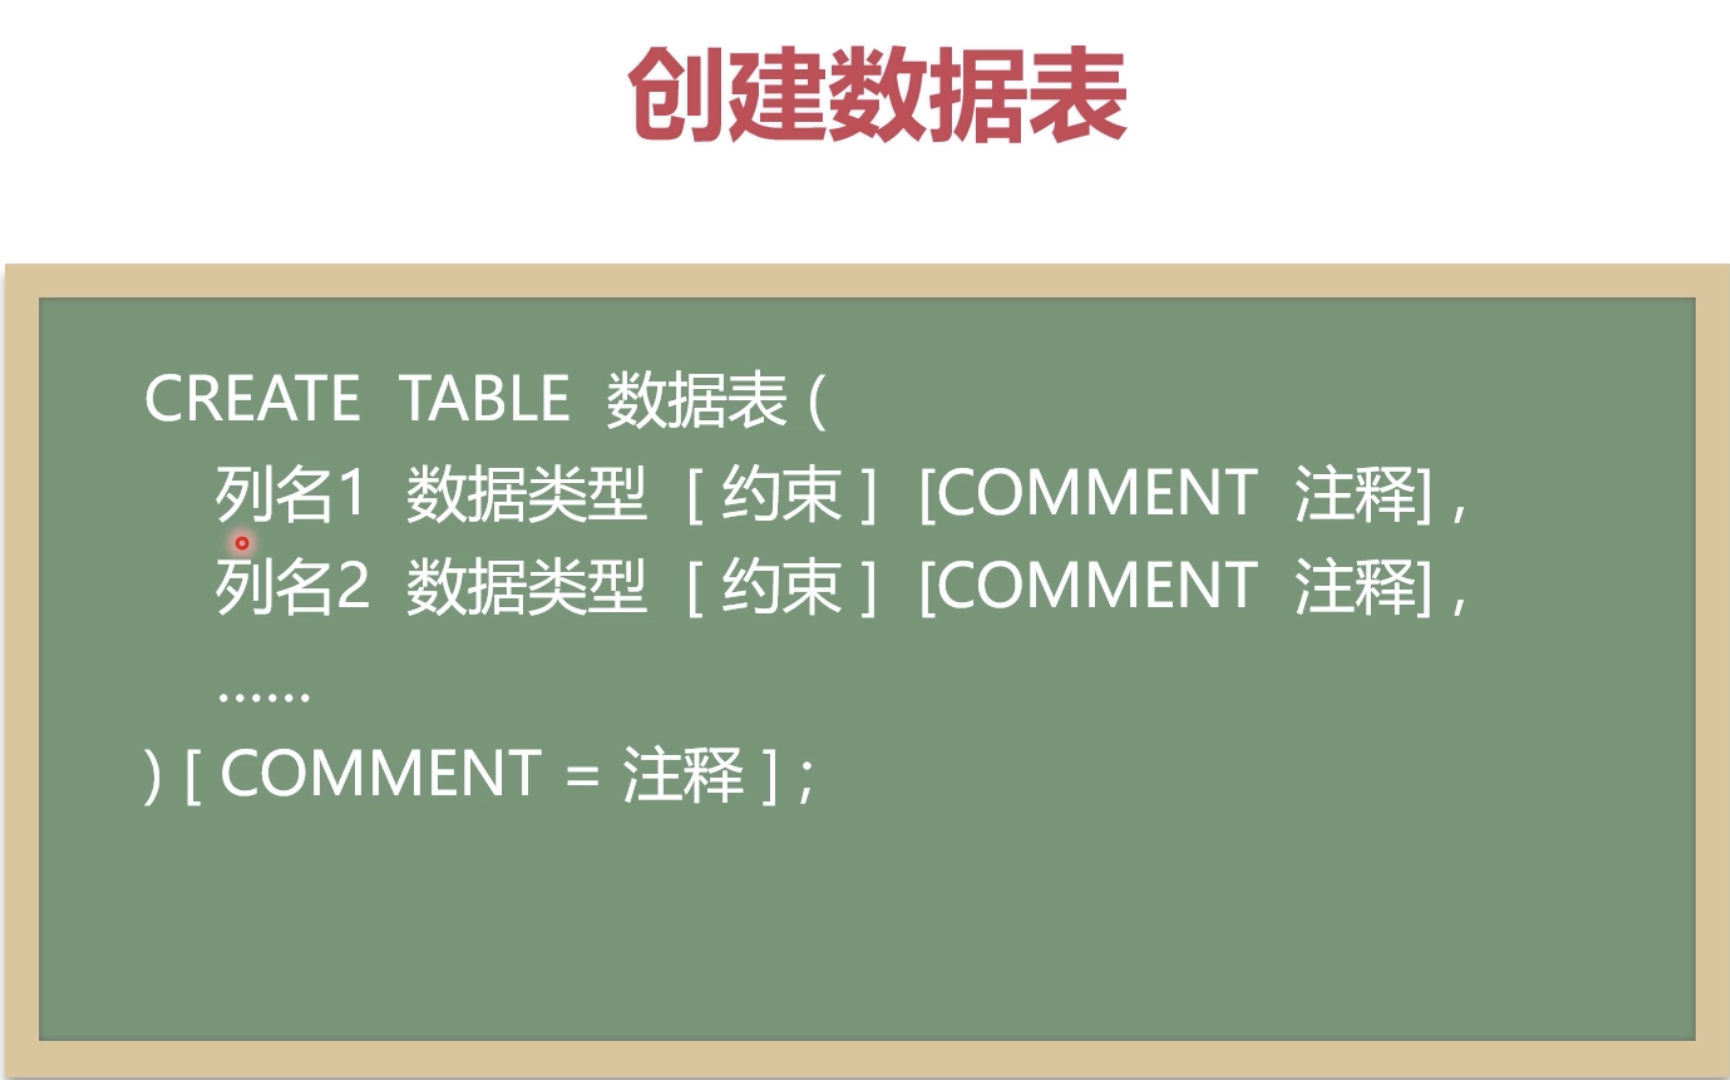 创建数据表
CREATE TABLE 数据表 (
列名1 数据类型 [ 约束 ] [COMMENT 注释] ,
列名2 数据类型 [ 约束 ] [COMMENT 注释] ,
......
) [ COMMENT = 注释 ] ;